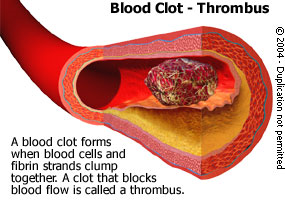 Blood Clot - Thrombus
A blood clot forms
when blood cells and
fibrin strands clump
together. A clot that blocks
blood flow is called a thrombus.
© 2004 - Duplication not permitted